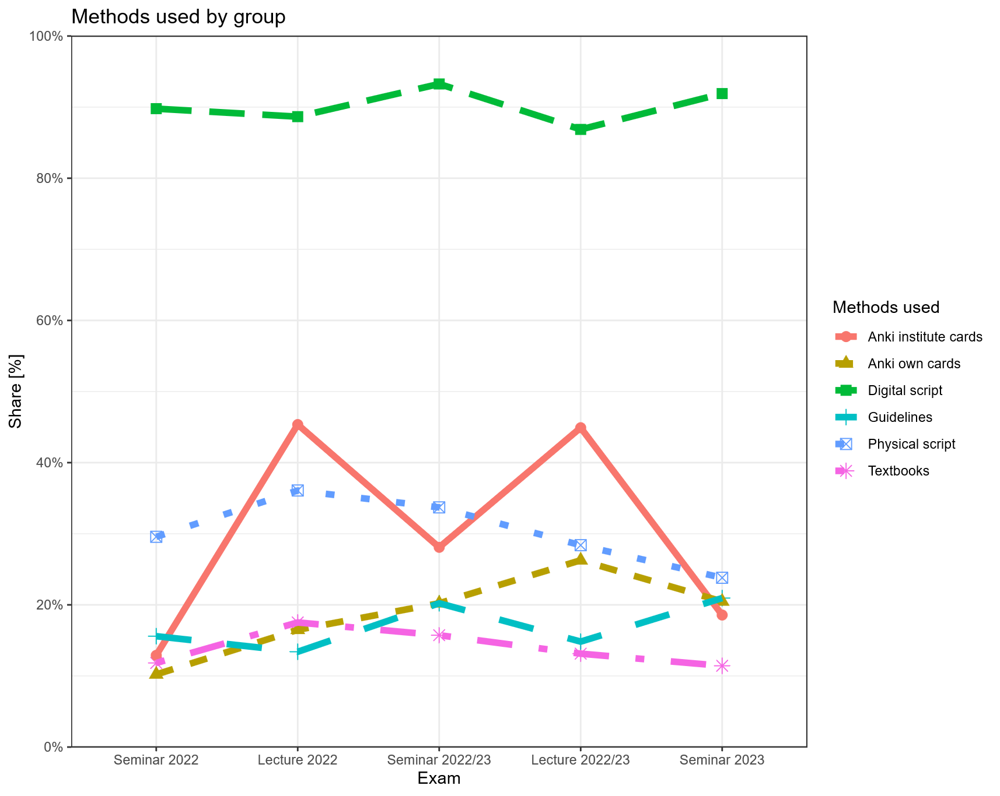 Methods used by group
100%
80%
60%
40%
20%
0%
Share [%]
Seminar 2022
Lecture 2022
Seminar 2022/23
Lecture 2022/23
Seminar 2023
Exam
Methods used
Anki institute cards
Anki own cards
Digital script
Guidelines
Physical script
Textbooks